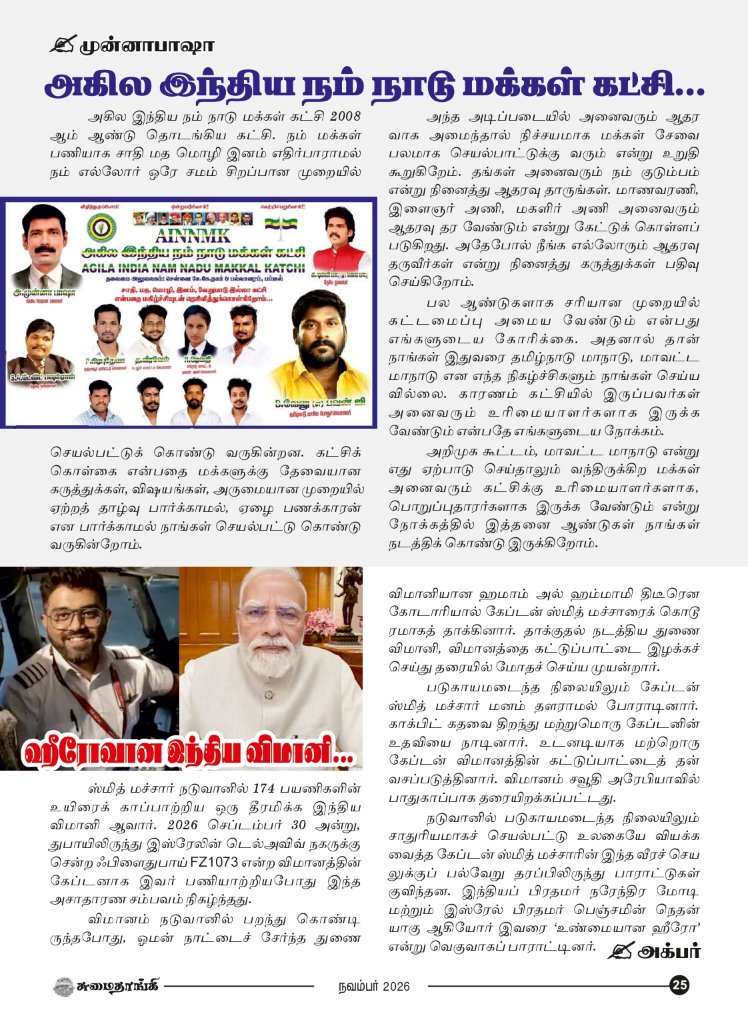 முன்னாபாஷா
அகில இந்திய நம் நாடு மக்கள் கட்சி...
அகில இந்திய நம் நாடு மக்கள் கட்சி 2008
ஆம் ஆண்டு தொடங்கிய கட்சி. நம் மக்கள்
பணியாக சாதி மத மொழி இனம் எதிர்பாராமல்
நம் எல்லோர் ஒரே சமம் சிறப்பான முறையில்
AINNMK
அகில இந்திய நம் நாடு மக்கள் கட்சி
AGILA INDIA NAM NADU MAKKAL KATCHI
சாதி, மத, மொழி, இனம், வேறுபாடு இல்லா கட்சி
என்பதை மகிழ்ச்சியுடன் தெரிவித்துக்கொள்கிறோம்...
செயல்பட்டுக் கொண்டு வருகின்றன. கட்சிக்
கொள்கை என்பதை மக்களுக்கு தேவையான
கருத்துக்கள், விஷயங்கள், அருமையான முறையில்
ஏற்றத் தாழ்வு பார்க்காமல், ஏழை பணக்காரன்
என பார்க்காமல் நாங்கள் செயல்பட்டு கொண்டு
வருகின்றோம்.
அந்த அடிப்படையில் அனைவரும் ஆதர
வாக அமைந்தால் நிச்சயமாக மக்கள் சேவை
பலமாக செயல்பாட்டுக்கு வரும் என்று உறுதி
கூறுகிறேம். தங்கள் அனைவரும் நம் குடும்பம்
என்று நினைத்து ஆதரவு தாருங்கள். மாணவரணி,
இளைஞர் அணி, மகளிர் அணி அனைவரும்
ஆதரவு தர வேண்டும் என்று கேட்டுக் கொள்ளப்
படுகிறது. அதேபோல் நீங்க எல்லோரும் ஆதரவு
தருவீர்கள் என்று நினைத்து கருத்துக்கள் பதிவு
செய்கிறோம்.
பல ஆண்டுகளாக சரியான முறையில்
கட்டமைப்பு அமைய வேண்டும் என்பது
எங்களுடைய கோரிக்கை. அதனால் தான்
நாங்கள் இதுவரை தமிழ்நாடு மாநாடு, மாவட்ட
மாநாடு என எந்த நிகழ்ச்சிகளும் நாங்கள் செய்ய
வில்லை. காரணம் கட்சியில் இருப்பவர்கள்
அனைவரும் உரிமையாளர்களாக இருக்க
வேண்டும் என்பதே எங்களுடைய நோக்கம்.
அறிமுக கூட்டம், மாவட்ட மாநாடு என்று
எது ஏற்பாடு செய்தாலும் வந்திருக்கிற மக்கள்
அனைவரும் கட்சிக்கு உரிமையாளர்களாக,
பொறுப்புதாரர்களாக இருக்க வேண்டும் என்று
நோக்கத்தில் இத்தனை ஆண்டுகள் நாங்கள்
நடத்திக் கொண்டு இருக்கிறோம்.
ஹீரோவான இந்திய விமானி...
ஸ்மித் மச்சார் நடுவானில் 174 பயணிகளின்
உயிரைக் காப்பாற்றிய ஒரு தீரமிக்க இந்திய
விமானி ஆவார். 2026 செப்டம்பர் 30 அன்று,
துபாயிலிருந்து இஸ்ரேலின் டெல்அவிவ் நகருக்கு
சென்ற ஃபிளைதுபாய் FZ1073 என்ற விமானத்தின்
கேப்டனாக இவர் பணியாற்றியபோது இந்த
அசாதாரண சம்பவம் நிகழ்ந்தது.
விமானம் நடுவானில் பறந்து கொண்டி
ருந்தபோது, ஓமன் நாட்டைச் சேர்ந்த துணை
விமானியான ஹமாம் அல் ஹம்மாமி திடீரென
கோடாரியால் கேப்டன் ஸ்மித் மச்சாரைக் கொடூ
ரமாகத் தாக்கினார். தாக்குதல் நடத்திய துணை
விமானி, விமானத்தை கட்டுப்பாட்டை இழக்கச்
செய்து தரையில் மோதச் செய்ய முயன்றார்.
படுகாயமடைந்த நிலையிலும் கேப்டன்
ஸ்மித் மச்சார் மனம் தளராமல் போராடினார்.
காக்பிட் கதவை திறந்து மற்றுமொரு கேப்டனின்
உதவியை நாடினார். உடனடியாக மற்றொரு
கேப்டன் விமானத்தின் கட்டுப்பாட்டைத் தன்
வசப்படுத்தினார். விமானம் சவூதி அரேபியாவில்
பாதுகாப்பாக தரையிறக்கப்பட்டது.
நடுவானில் படுகாயமடைந்த நிலையிலும்
சாதுரியமாகச் செயல்பட்டு உலகையே வியக்க
வைத்த கேப்டன் ஸ்மித் மச்சாரின் இந்த வீரச் செய
லுக்குப் பல்வேறு தரப்பிலிருந்து பாராட்டுகள்
குவிந்தன. இந்தியப் பிரதமர் நரேந்திர மோடி
மற்றும் இஸ்ரேல் பிரதமர் பெஞ்சமின் நெதன்
யாகு ஆகியோர் இவரை 'உண்மையான ஹீரோ'
என்று வெகுவாகப் பாராட்டினர். அக்பர்
சுமைதாங்கி நவம்பர் 2026 25